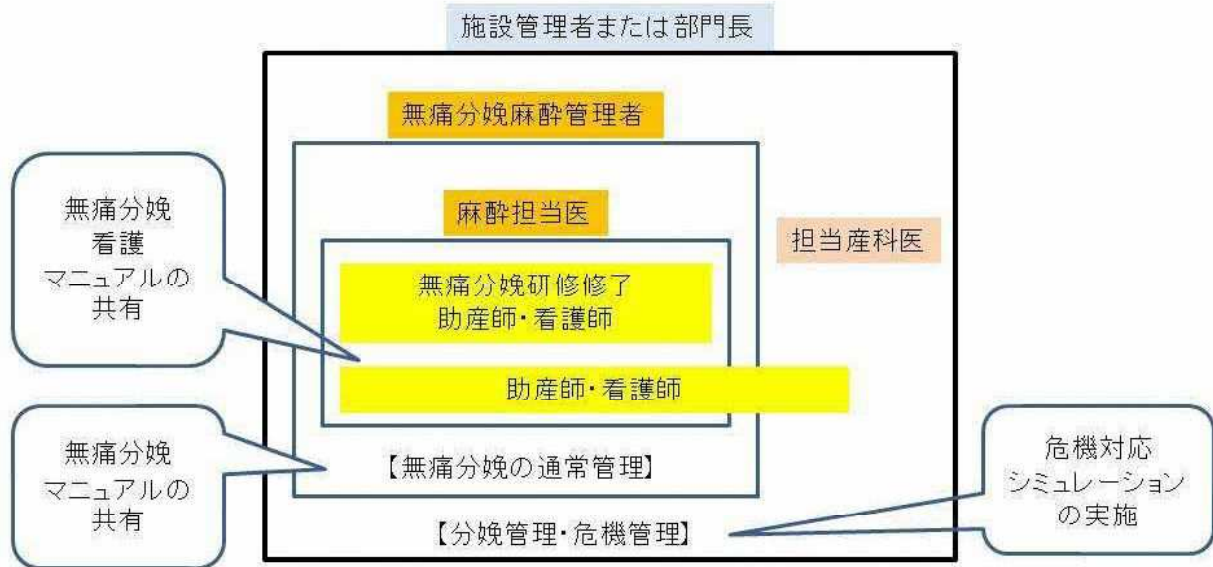 施設管理者または部門長
無痛分娩麻酔管理者
麻酔担当医
担当産科医
無痛分娩
看護
マニュアルの
共有
無痛分娩研修修了
助産師・看護師
助産師・看護師
無痛分娩
マニュアルの
共有
【無痛分娩の通常管理】
【分娩管理・危機管理】
危機対応
シミュレーション
の実施